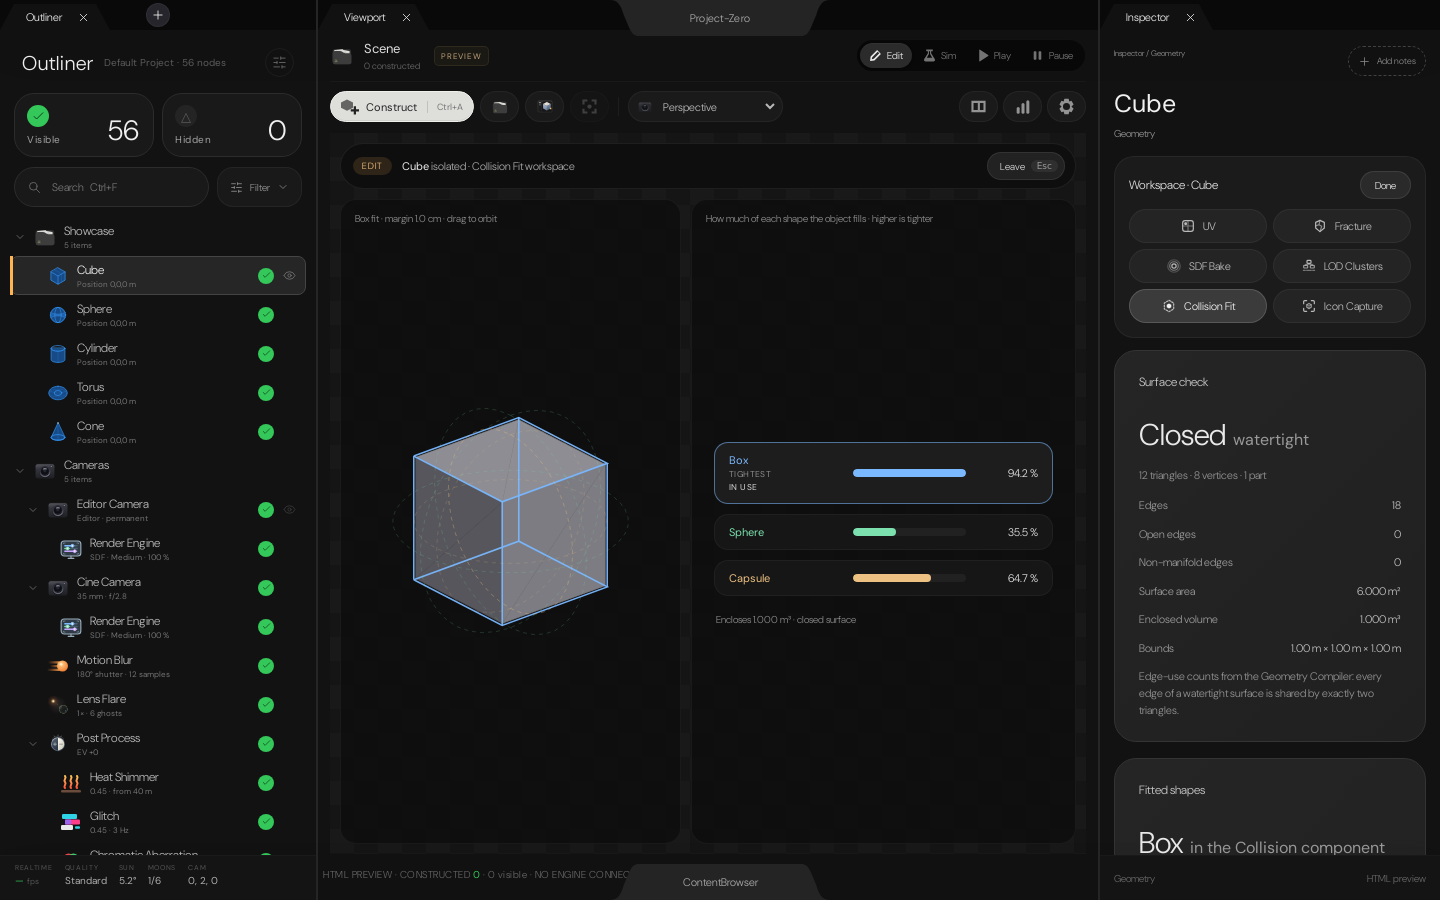 Outliner
Viewport
Project-Zero
Inspector
Outliner
Default Project · 56 nodes
Scene
0 constructed
PREVIEW
Edit
Sim
Play
Pause
Inspector / Geometry
Add notes
Visible
56
Hidden
0
Construct
Ctrl+A
Perspective
Cube
Geometry
Search Ctrl+F
Filter
EDIT
Cube isolated · Collision Fit workspace
Leave Esc
Workspace · Cube
Done
UV
Fracture
SDF Bake
LOD Clusters
Collision Fit
Icon Capture
Showcase
5 items
Cube
Position 0,0,0 m
Sphere
Position 0,0,0 m
Cylinder
Position 0,0,0 m
Torus
Position 0,0,0 m
Cone
Position 0,0,0 m
Cameras
5 items
Editor Camera
Editor · permanent
Render Engine
SDF · Medium · 100 %
Cine Camera
35 mm · f/2.8
Render Engine
SDF · Medium · 100 %
Motion Blur
180° shutter · 12 samples
Lens Flare
1× · 6 ghosts
Post Process
EV +0
Heat Shimmer
0.45 · from 40 m
Glitch
0.45 · 3 Hz
Chromatic Aberration
Box fit · margin 1.0 cm · drag to orbit
How much of each shape the object fills · higher is tighter
Box
TIGHTEST
IN USE
94.2 %
Sphere
35.5 %
Capsule
64.7 %
Encloses 1.000 m³ · closed surface
Surface check
Closed watertight
12 triangles · 8 vertices · 1 part
Edges 18
Open edges 0
Non-manifold edges 0
Surface area 6.000 m²
Enclosed volume 1.000 m³
Bounds 1.00 m × 1.00 m × 1.00 m
Edge-use counts from the Geometry Compiler: every
edge of a watertight surface is shared by exactly two
triangles.
Fitted shapes
Box in the Collision component
REALTIME
— fps
QUALITY
Standard
SUN
5.2°
MOONS
1/6
CAM
0, 2, 0
HTML PREVIEW · CONSTRUCTED 0 · 0 visible · NO ENGINE CONNEC
ContentBrowser
Geometry
HTML preview